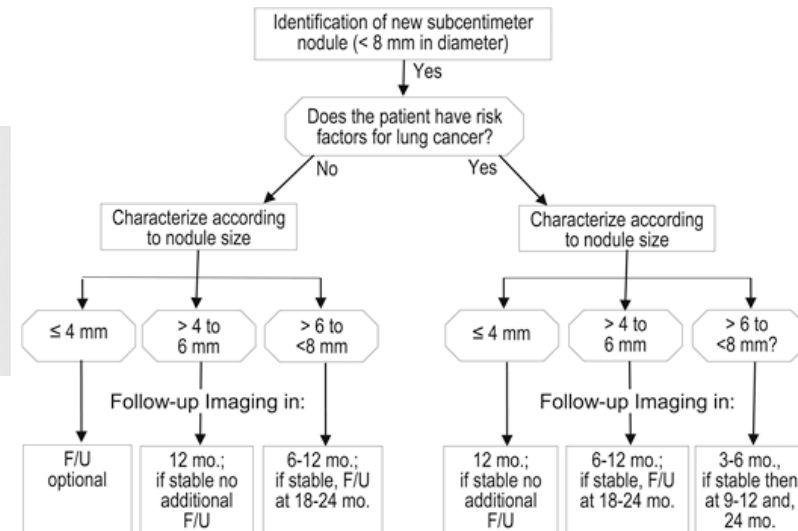 Identification of new subcentimeter
nodule (< 8 mm in diameter)
Yes
Does the patient have risk
factors for lung cancer?
No
Yes
Characterize according
to nodule size
Characterize according
to nodule size
≤ 4 mm
> 4 to
6 mm
> 6 to
<8 mm
≤ 4 mm
> 4 to
6 mm
> 6 to
<8 mm?
Follow-up Imaging in:
Follow-up Imaging in:
F/U
optional
12 mo.;
if stable no
additional
F/U
6-12 mo.;
if stable, F/U
at 18-24 mo.
12 mo.;
if stable no
additional
F/U
6-12 mo.;
if stable, F/U
at 18-24 mo.
3-6 mo.,
if stable then
at 9-12 and,
24 mo.